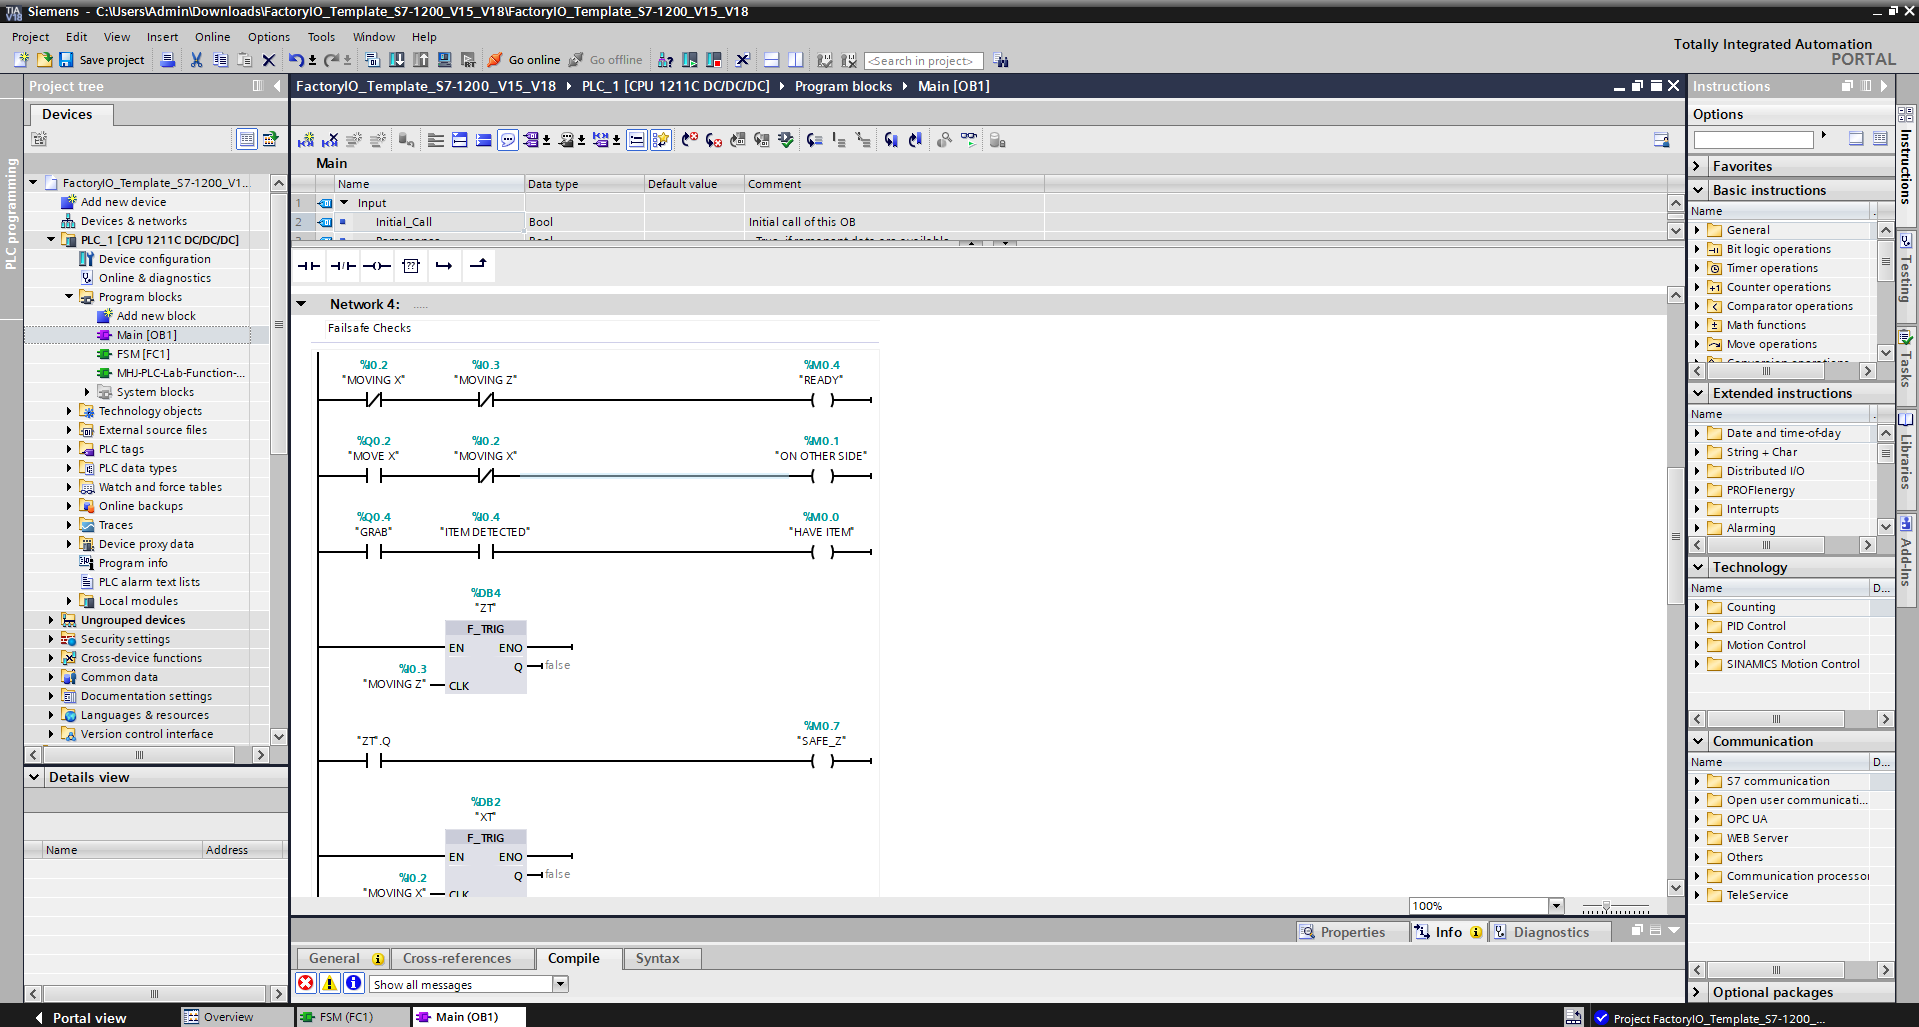 Siemens - C:\Users\Admin\Downloads\FactoryIO_Template_S7-1200_V15_V18\FactoryIO_Template_S7-1200_V15_V18
Project Edit View Insert Online Options Tools Window Help
Totally Integrated Automation
PORTAL
Save project
Go online
Go offline
<Search in project>
Project tree
Devices
PLC programming
FactoryIO_Template_S7-1200_V1...
Add new device
Devices & networks
PLC_1 [CPU 1211C DC/DC/DC]
Device configuration
Online & diagnostics
Program blocks
Add new block
Main [OB1]
FSM [FC1]
MHJ-PLC-Lab-Function-...
System blocks
Technology objects
External source files
PLC tags
PLC data types
Watch and force tables
Online backups
Traces
Device proxy data
Program info
PLC alarm text lists
Local modules
Ungrouped devices
Security settings
Cross-device functions
Common data
Documentation settings
Languages & resources
Version control interface
Details view
Name Address
FactoryIO_Template_S7-1200_V15_V18 PLC_1 [CPU 1211C DC/DC/DC] Program blocks Main [OB1]
Main
Name Data type Default value Comment
1 Input
2 Initial_Call Bool Initial call of this OB
Network 4: .....
Failsafe Checks
%I0.2 %I0.3 %M0.4
"MOVING X" "MOVING Z" "READY"
%Q0.2 %I0.2 %M0.1
"MOVE X" "MOVING X" "ON OTHER SIDE"
%Q0.4 %I0.4 %M0.0
"GRAB" "ITEM DETECTED" "HAVE ITEM"
%DB4
"ZT"
F_TRIG
EN ENO
Q false
%I0.3
"MOVING Z" CLK
%M0.7
"ZT".Q "SAFE_Z"
%DB2
"XT"
F_TRIG
EN ENO
Q false
%I0.2
"MOVING X" CLK
100%
Properties Info Diagnostics
General Cross-references Compile Syntax
Show all messages
Instructions
Options
Favorites
Basic instructions
Name
General
Bit logic operations
Timer operations
Counter operations
Comparator operations
Math functions
Move operations
Extended instructions
Name
Date and time-of-day
String + Char
Distributed I/O
PROFIenergy
Interrupts
Alarming
Technology
Name D...
Counting
PID Control
Motion Control
SINAMICS Motion Control
Communication
Name D...
S7 communication
Open user communicati...
OPC UA
WEB Server
Others
Communication processor
TeleService
Optional packages
Instructions
Testing
Tasks
Libraries
Add-Ins
Portal view
Overview
FSM (FC1)
Main (OB1)
Project FactoryIO_Template_S7-1200_...